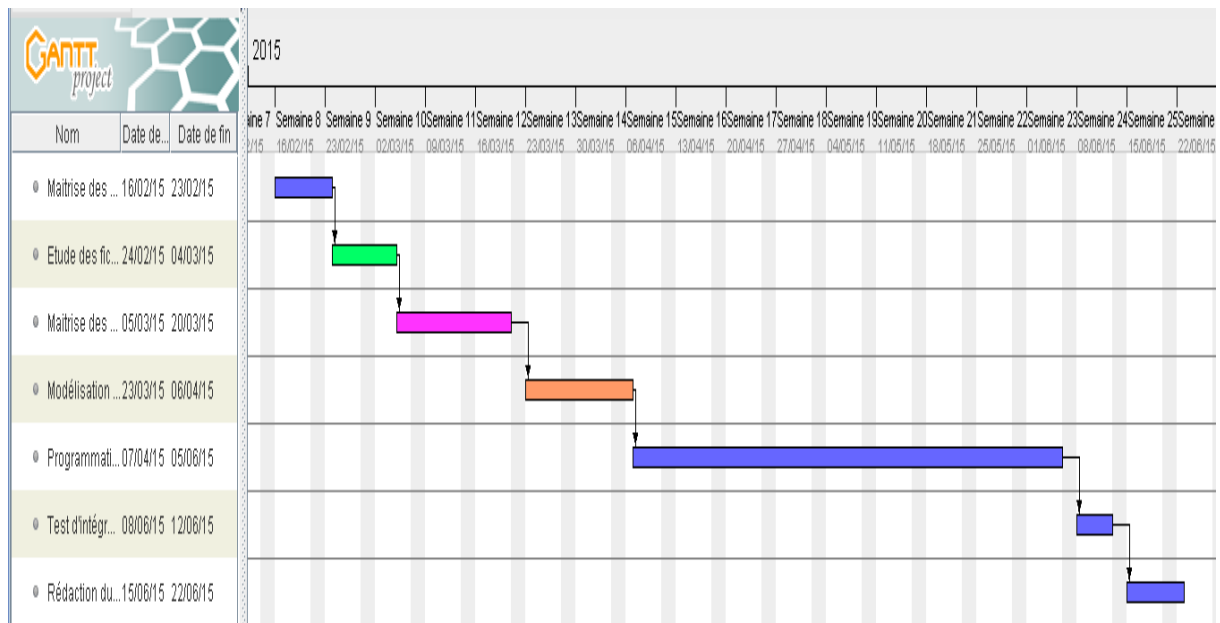 GANTT
project
2015
ine 7 Semaine 8 Semaine 9 Semaine 10 Semaine 11 Semaine 12 Semaine 13 Semaine 14 Semaine 15 Semaine 16 Semaine 17 Semaine 18 Semaine 19 Semaine 20 Semaine 21 Semaine 22 Semaine 23 Semaine 24 Semaine 25 Semaine
Nom Date de... Date de fin
2/15 16/02/15 23/02/15 02/03/15 09/03/15 16/03/15 23/03/15 30/03/15 06/04/15 13/04/15 20/04/15 27/04/15 04/05/15 11/05/15 18/05/15 25/05/15 01/06/15 08/06/15 15/06/15 22/06/15
Maitrise des ... 16/02/15 23/02/15
Etude des fic... 24/02/15 04/03/15
Maitrise des ... 05/03/15 20/03/15
Modélisation ... 23/03/15 06/04/15
Programmati... 07/04/15 05/06/15
Test d'intégr... 08/06/15 12/06/15
Rédaction du... 15/06/15 22/06/15